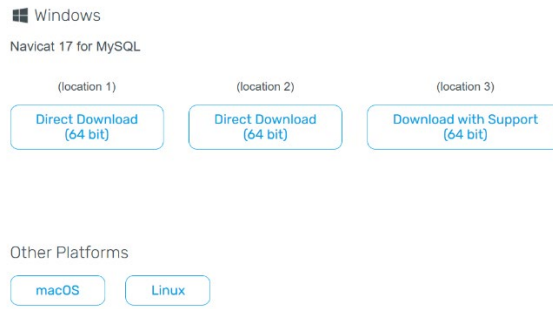 Windows
Navicat 17 for MySQL
(location 1)
(location 2)
(location 3)
Direct Download
(64 bit)
Direct Download
(64 bit)
Download with Support
(64 bit)
Other Platforms
macOS
Linux